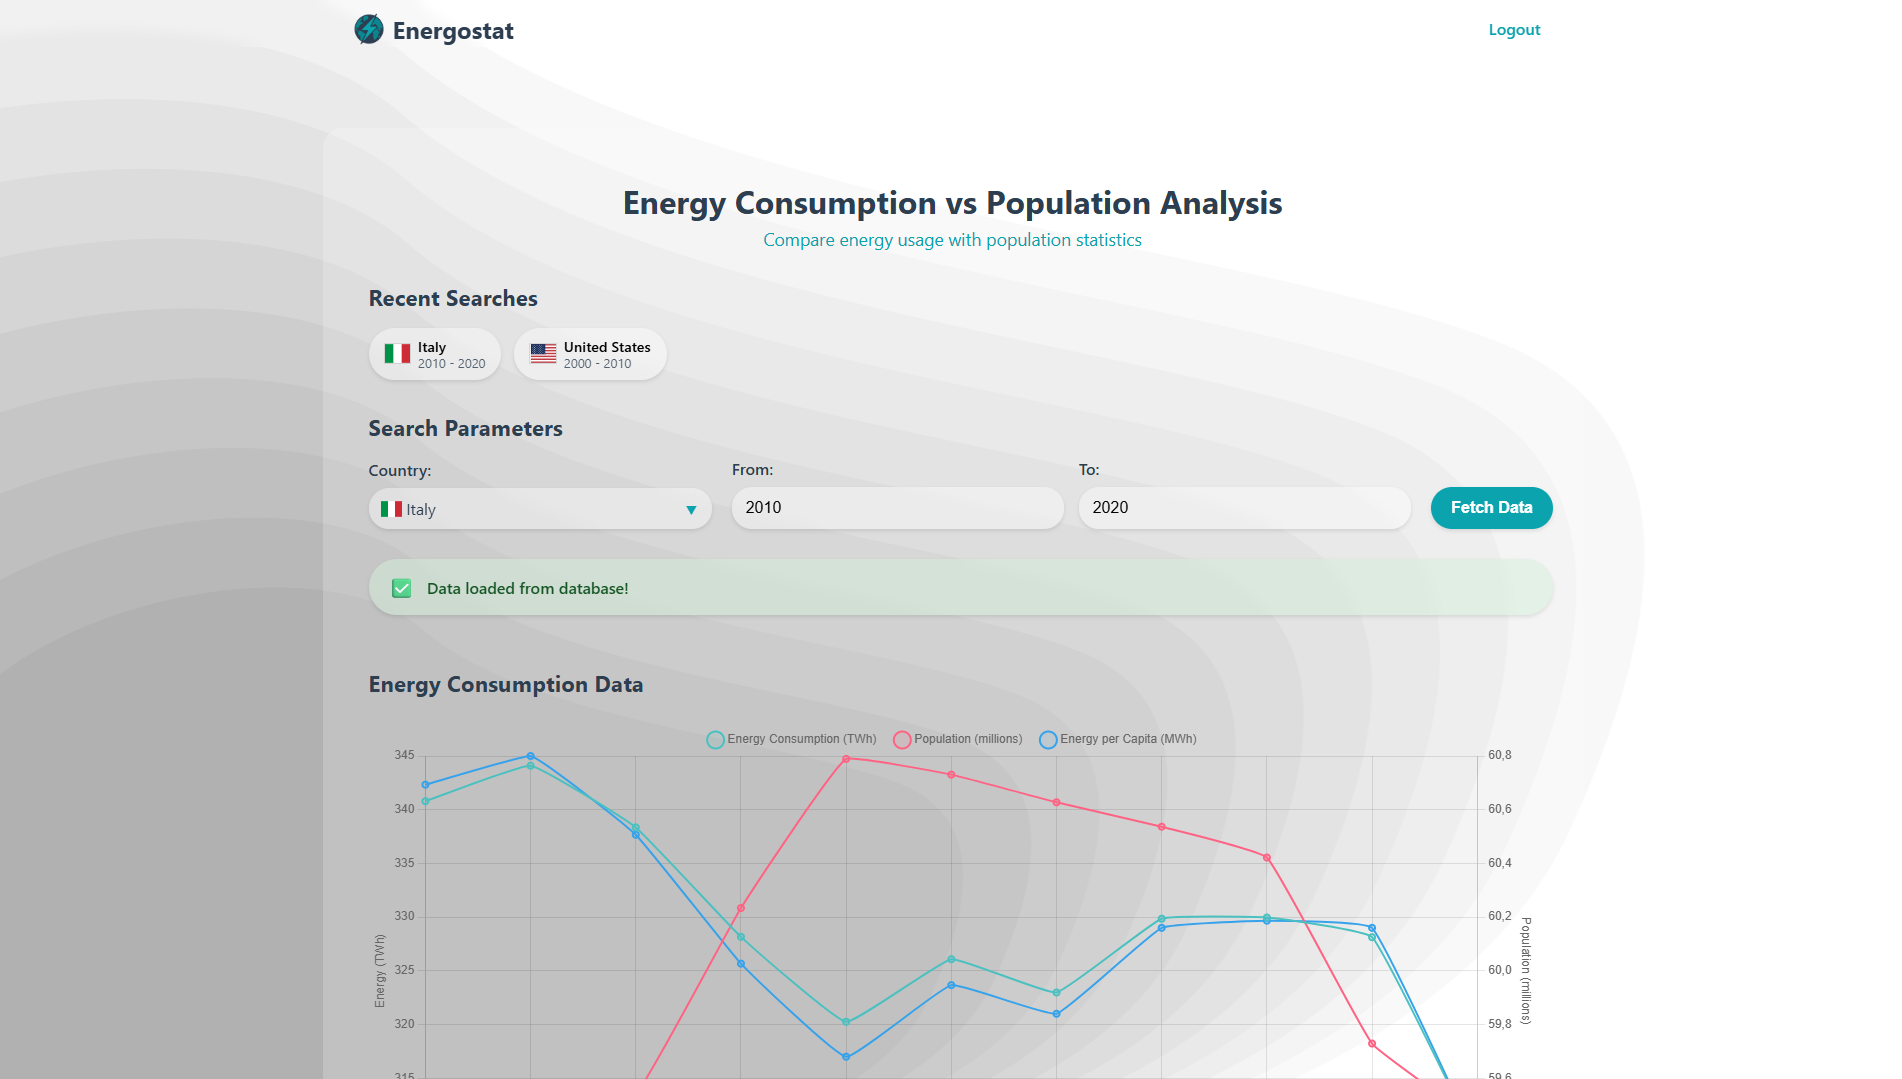 Energostat
Logout
Energy Consumption vs Population Analysis
Compare energy usage with population statistics
Recent Searches
Italy
2010 - 2020
United States
2000 - 2010
Search Parameters
Country:
From:
To:
Italy
2010
2020
Fetch Data
Data loaded from database!
Energy Consumption Data
Energy Consumption (TWh)
Population (millions)
Energy per Capita (MWh)
345
340
335
330
325
320
315
Energy (TWh)
60,8
60,6
60,4
60,2
60,0
59,8
59,6
Population (millions)